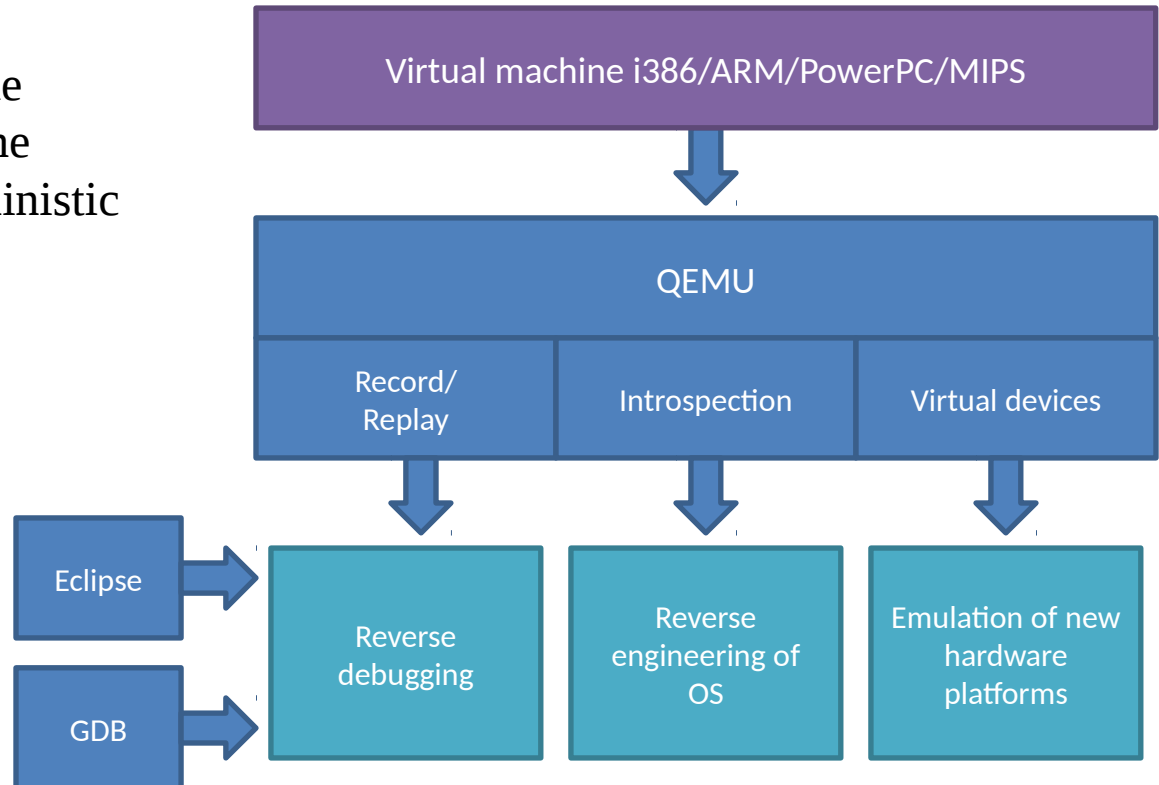 Virtual machine i386/ARM/PowerPC/MIPS
inistic
QEMU
Record/
Replay
Introspection
Virtual devices
Eclipse
GDB
Reverse
debugging
Reverse
engineering of
OS
Emulation of new
hardware
platforms